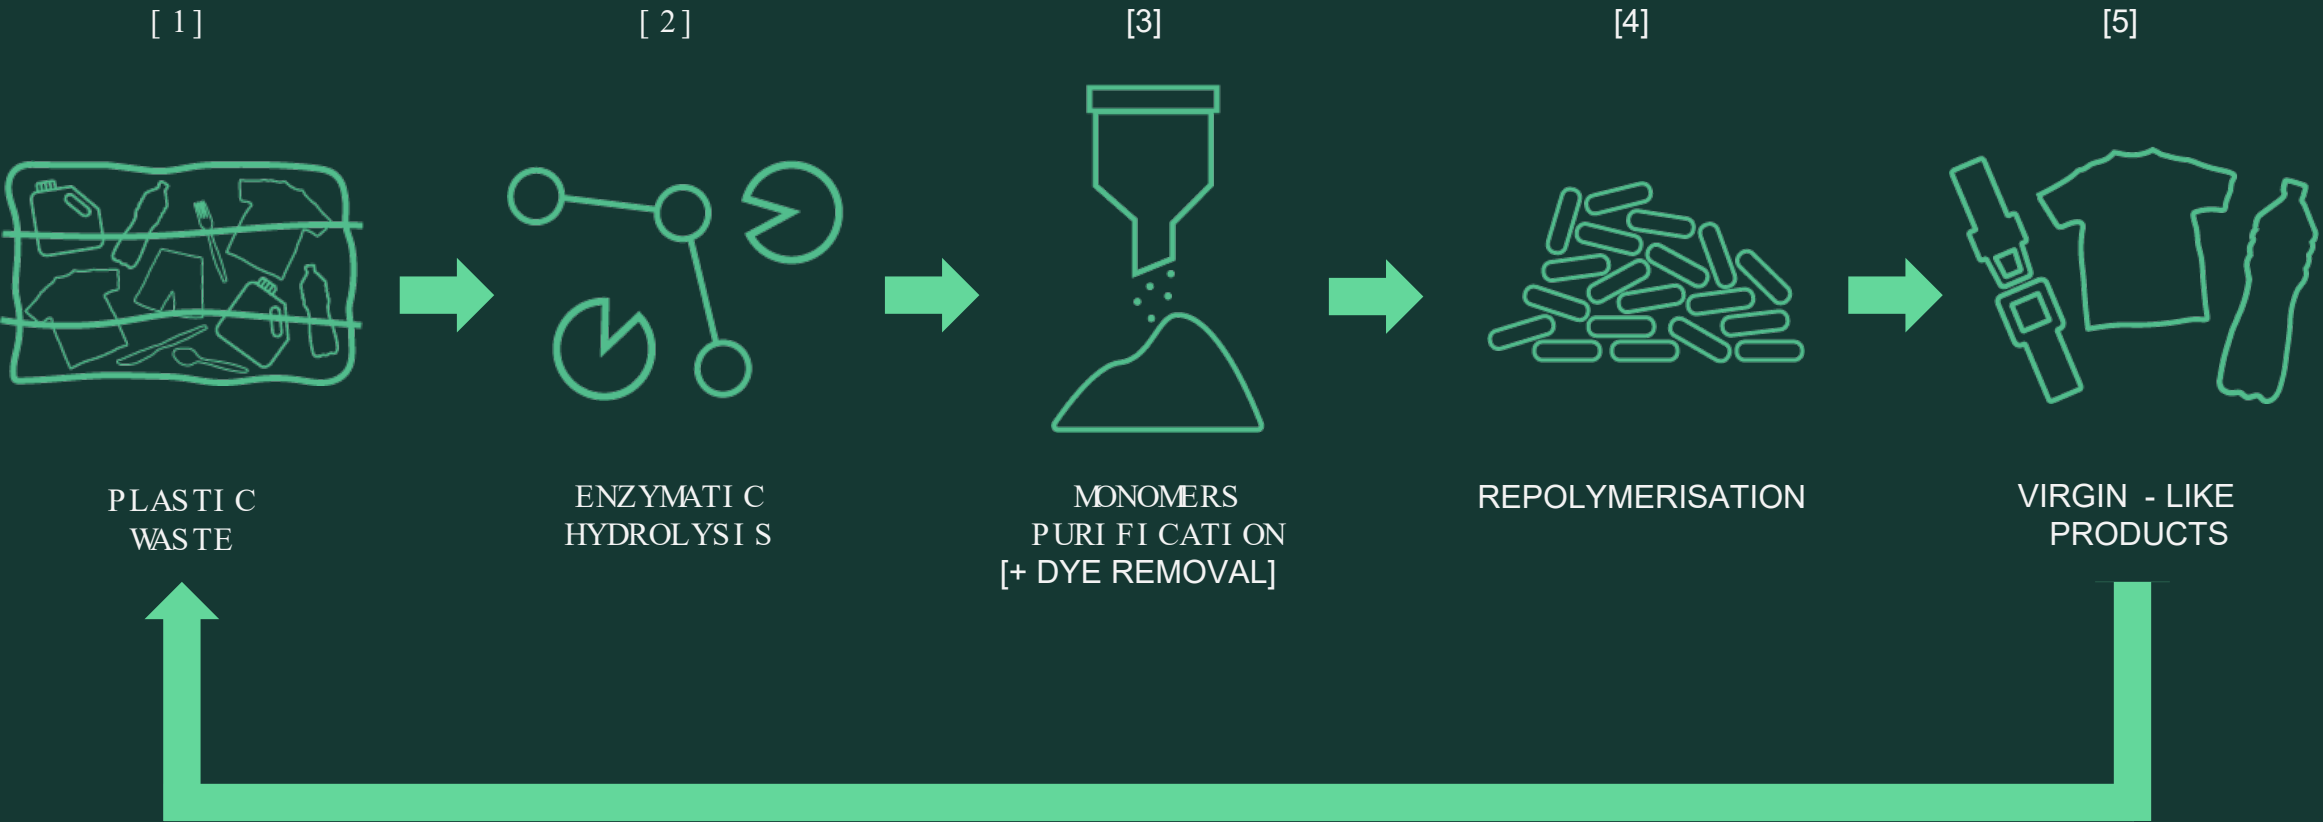 [1]
[2]
[3]
[4]
[5]
PLASTIC
WASTE
ENZYMATIC
HYDROLYSIS
MONOMERS
PURIFICATION
[+ DYE REMOVAL]
REPOLYMERISATION
VIRGIN - LIKE
PRODUCTS